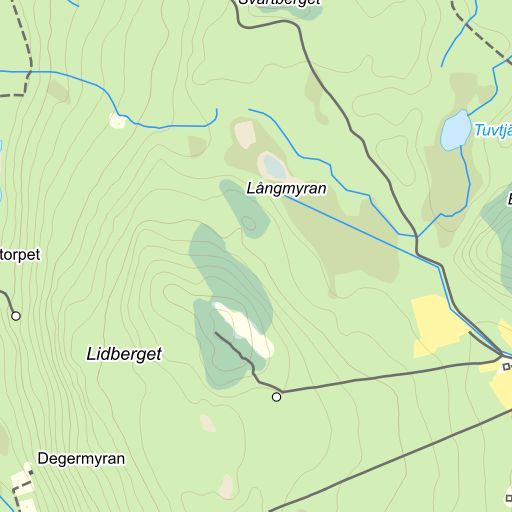 Svartberget
Tuvtjä
Långmyran
torpet
Lidberget
Degermyran